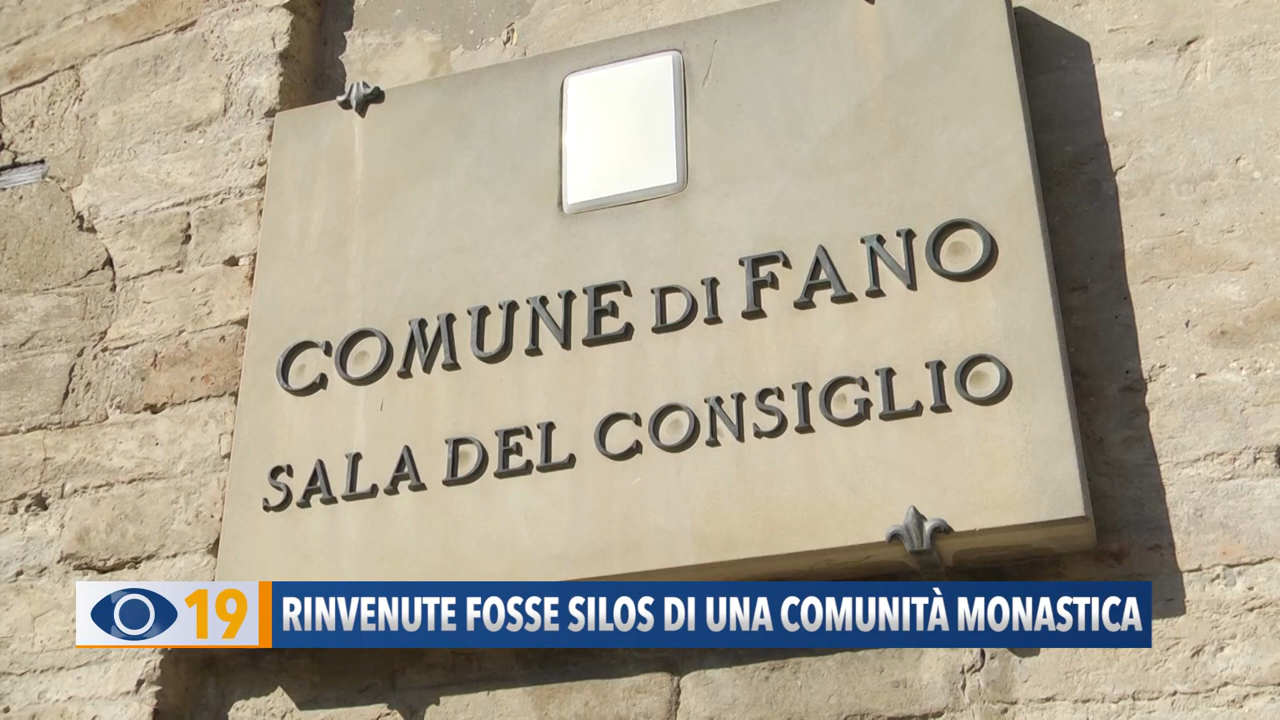 COMUNE DI FANO
SALA DEL CONSIGLIO
19 RINVENUTE FOSSE SILOS DI UNA COMUNITÀ MONASTICA